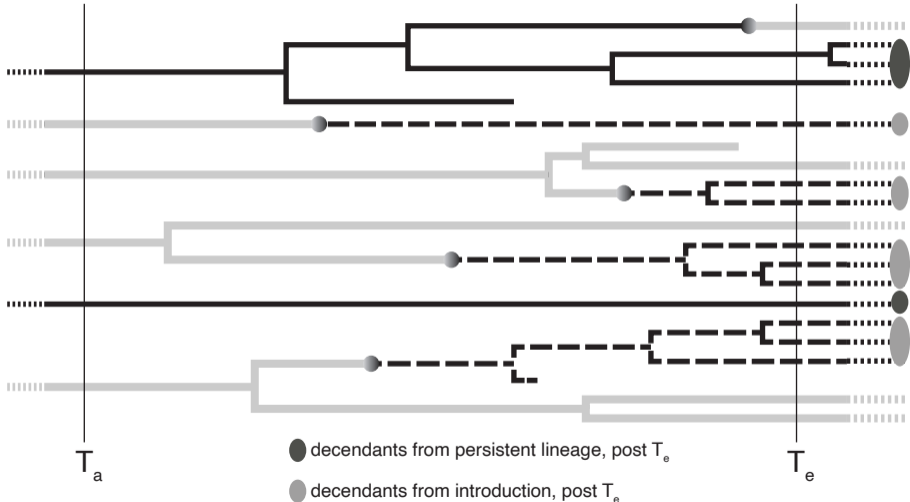 decendants from persistent lineage, post Te
Ta
Te
decendants from introduction, post Te